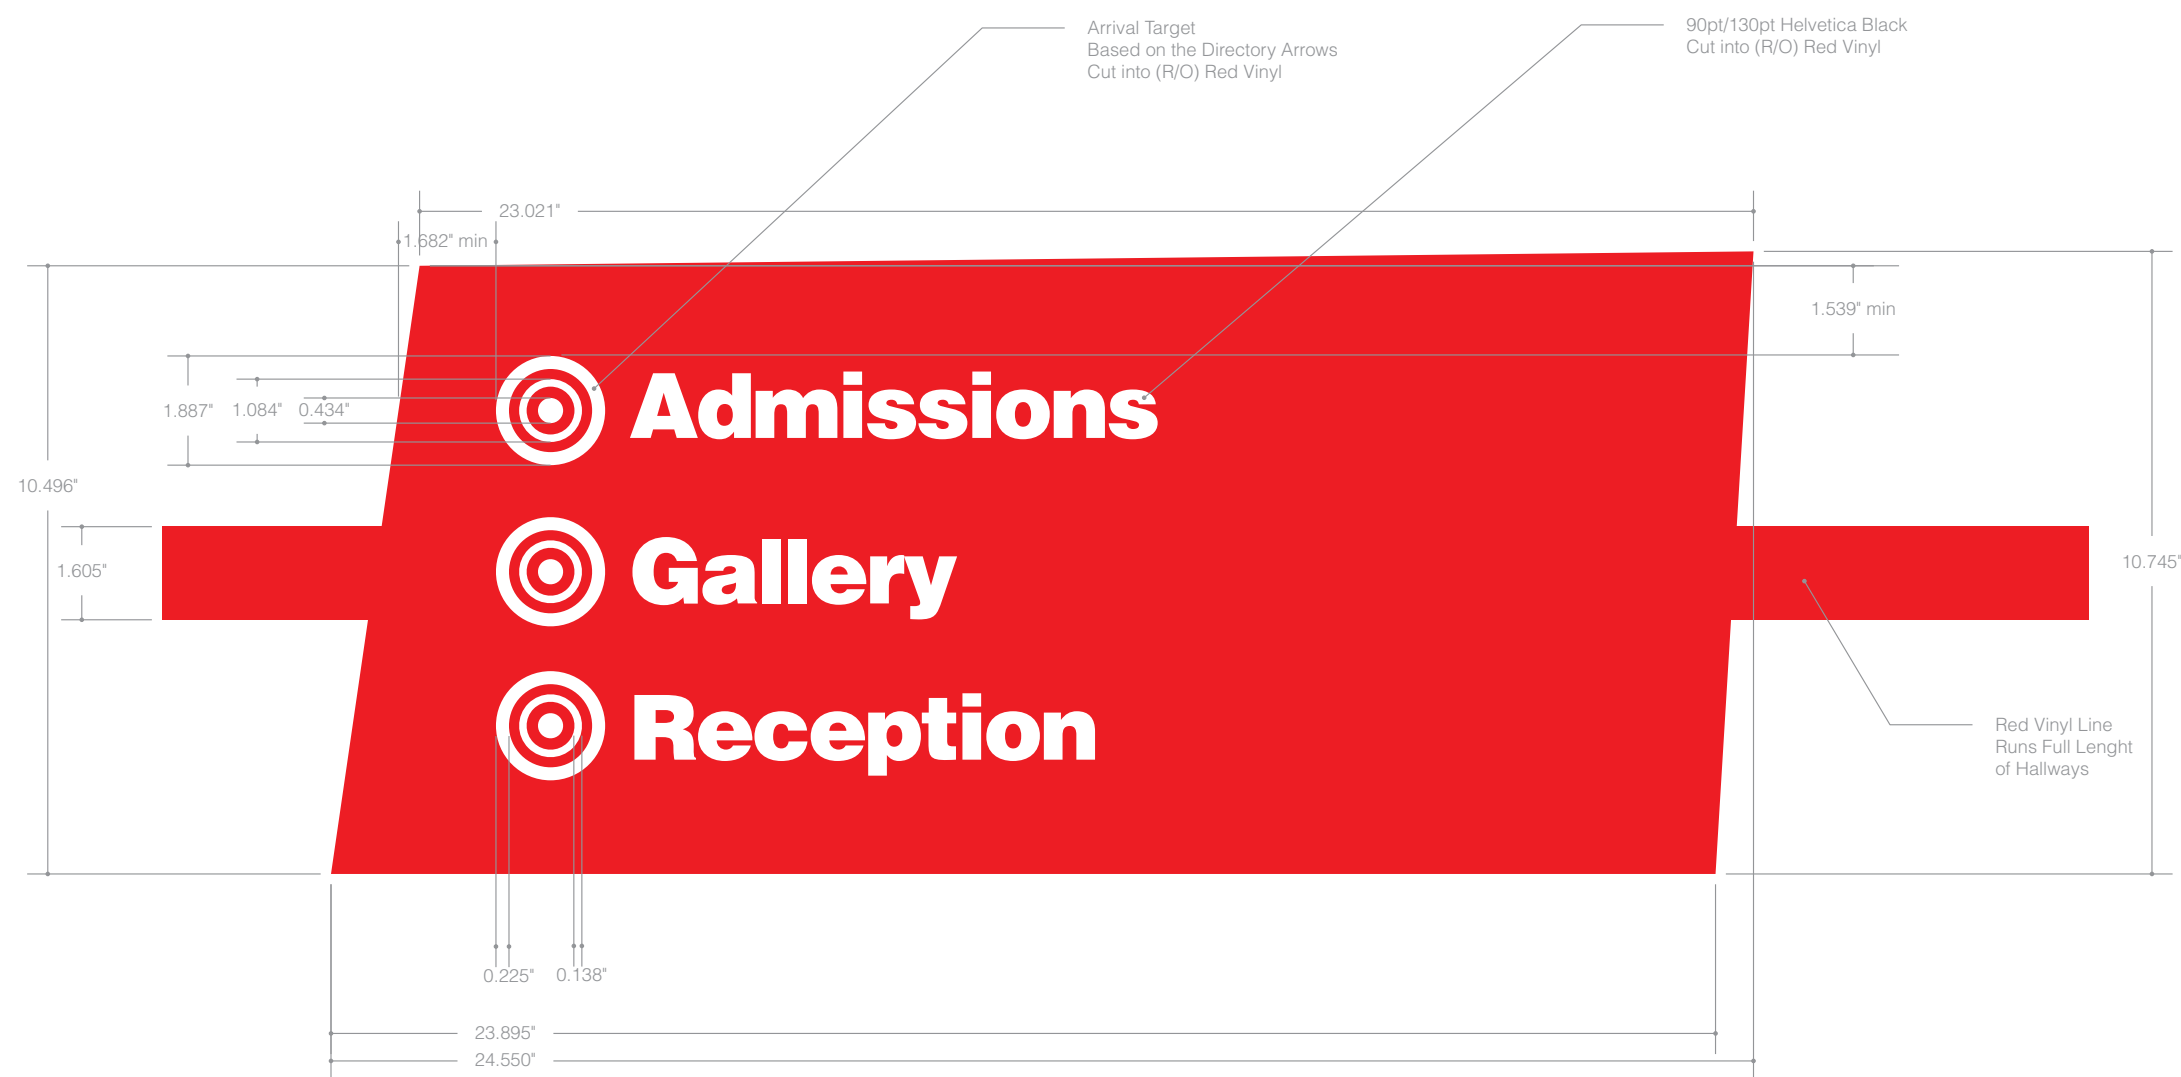 Arrival Target
Based on the Directory Arrows
Cut into (R/O) Red Vinyl
90pt/130pt Helvetica Black
Cut into (R/O) Red Vinyl
23.021"
1.682" min
1.539" min
1.887"
1.084"
0.434"
Admissions
10.496"
10.745"
1.605"
Gallery
Reception
Red Vinyl Line
Runs Full Lenght
of Hallways
0.225"
0.138"
23.895"
24.550"